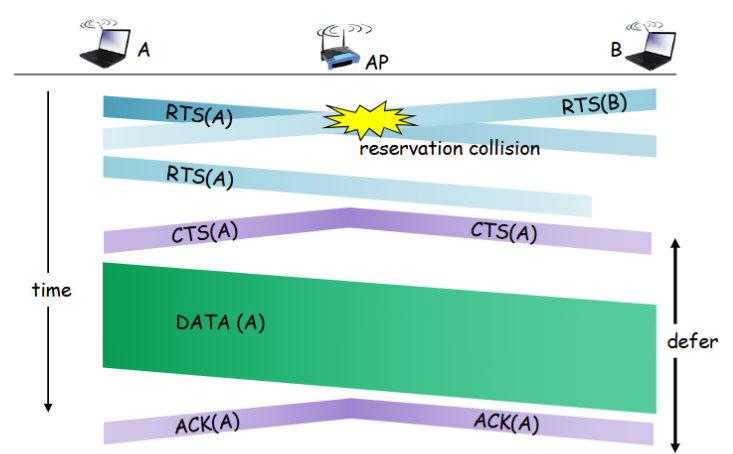 A
AP
B
RTS(A)
RTS(B)
reservation collision
RTS(A)
CTS(A)
CTS(A)
time
DATA (A)
defer
ACK(A)
ACK(A)